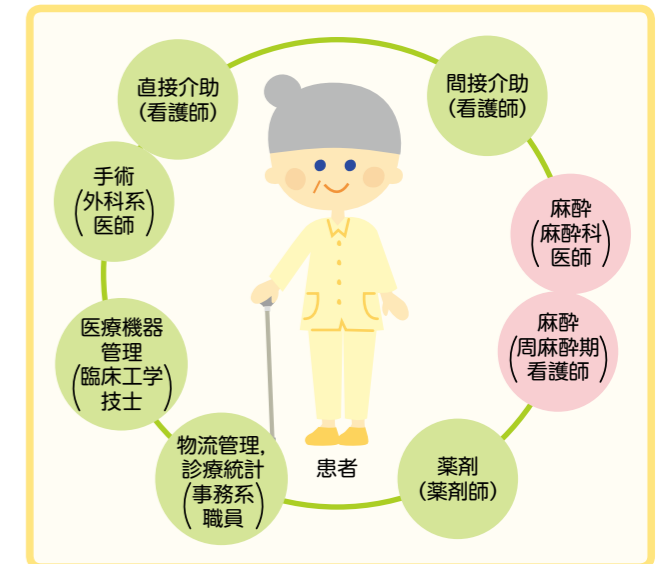 直接介助
(看護師)
間接介助
(看護師)
手術
(外科系
医師)
麻酔
(麻酔科
医師)
医療機器
管理
(臨床工学
技士)
麻酔
(周麻酔期
看護師)
物流管理,
診療統計
(事務系
職員)
患者
薬剤
(薬剤師)